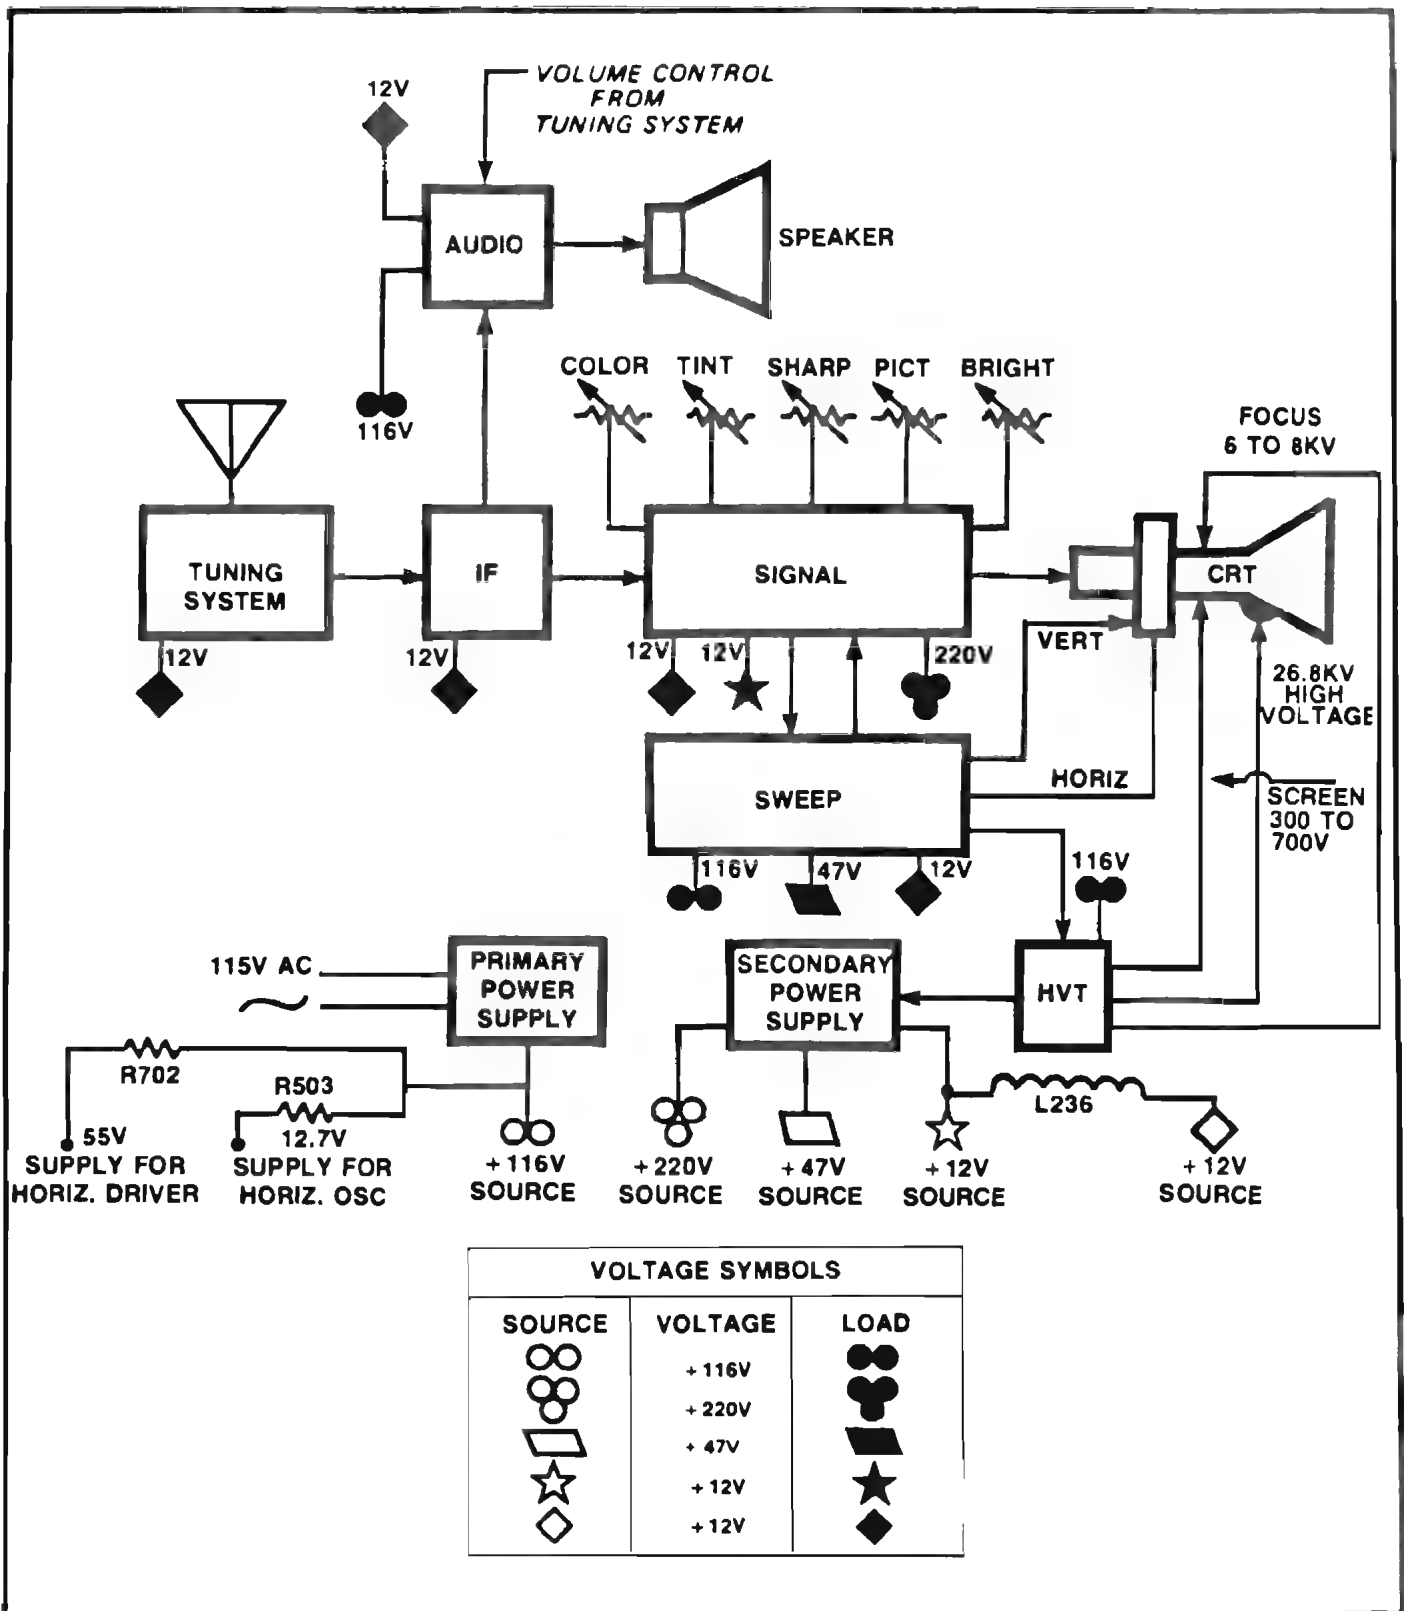 12V
VOLUME CONTROL
FROM
TUNING SYSTEM
AUDIO
SPEAKER
116V
COLOR
TINT
SHARP
PICT
BRIGHT
FOCUS
6 TO 8KV
TUNING
SYSTEM
IF
SIGNAL
CRT
12V
12V
12V
12V
220V
VERT
26.8KV
HIGH
VOLTAGE
SWEEP
HORIZ
SCREEN
300 TO
700V
116V
47V
12V
116V
115V AC
PRIMARY
POWER
SUPPLY
SECONDARY
POWER
SUPPLY
HVT
R702
R503
L236
55V
SUPPLY FOR
HORIZ. DRIVER
12.7V
SUPPLY FOR
HORIZ. OSC
+116V
SOURCE
+220V
SOURCE
+47V
SOURCE
+12V
SOURCE
+12V
SOURCE
VOLTAGE SYMBOLS
SOURCE VOLTAGE LOAD
+116V
+220V
+47V
+12V
+12V